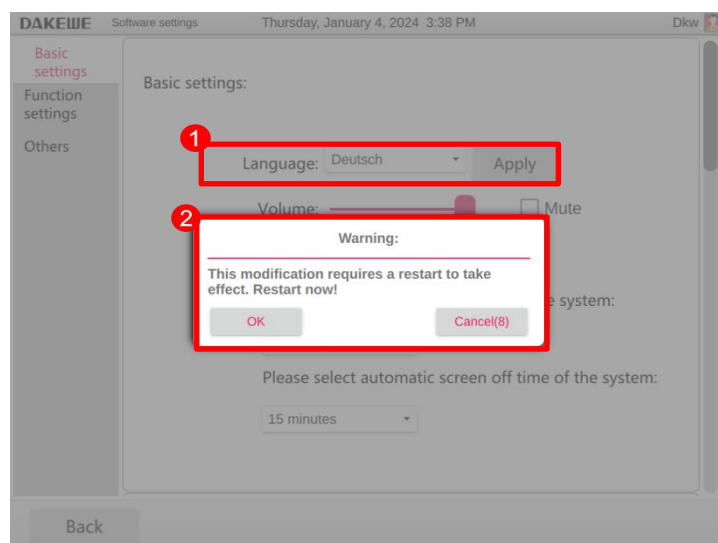 DAKEWE Software settings Thursday, January 4, 2024 3:38 PM Dkw
Basic
settings
Function
settings
Others
Basic settings:
1
Language: Deutsch Apply
Volume: Mute
2
Warning:
This modification requires a restart to take
effect. Restart now!
OK Cancel(8)
e system:
Please select automatic screen off time of the system:
15 minutes
Back